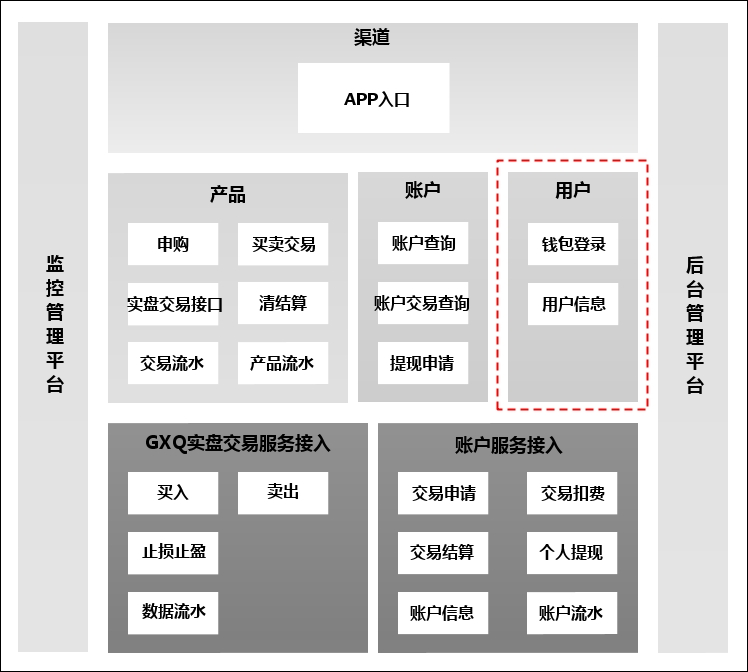 渠道
APP入口
监控管理平台
产品
申购
买卖交易
实盘交易接口
清结算
交易流水
产品流水
账户
账户查询
账户交易查询
提现申请
用户
钱包登录
用户信息
后台管理平台
GXQ实盘交易服务接入
买入
卖出
止损止盈
数据流水
账户服务接入
交易申请
交易扣费
交易结算
个人提现
账户信息
账户流水